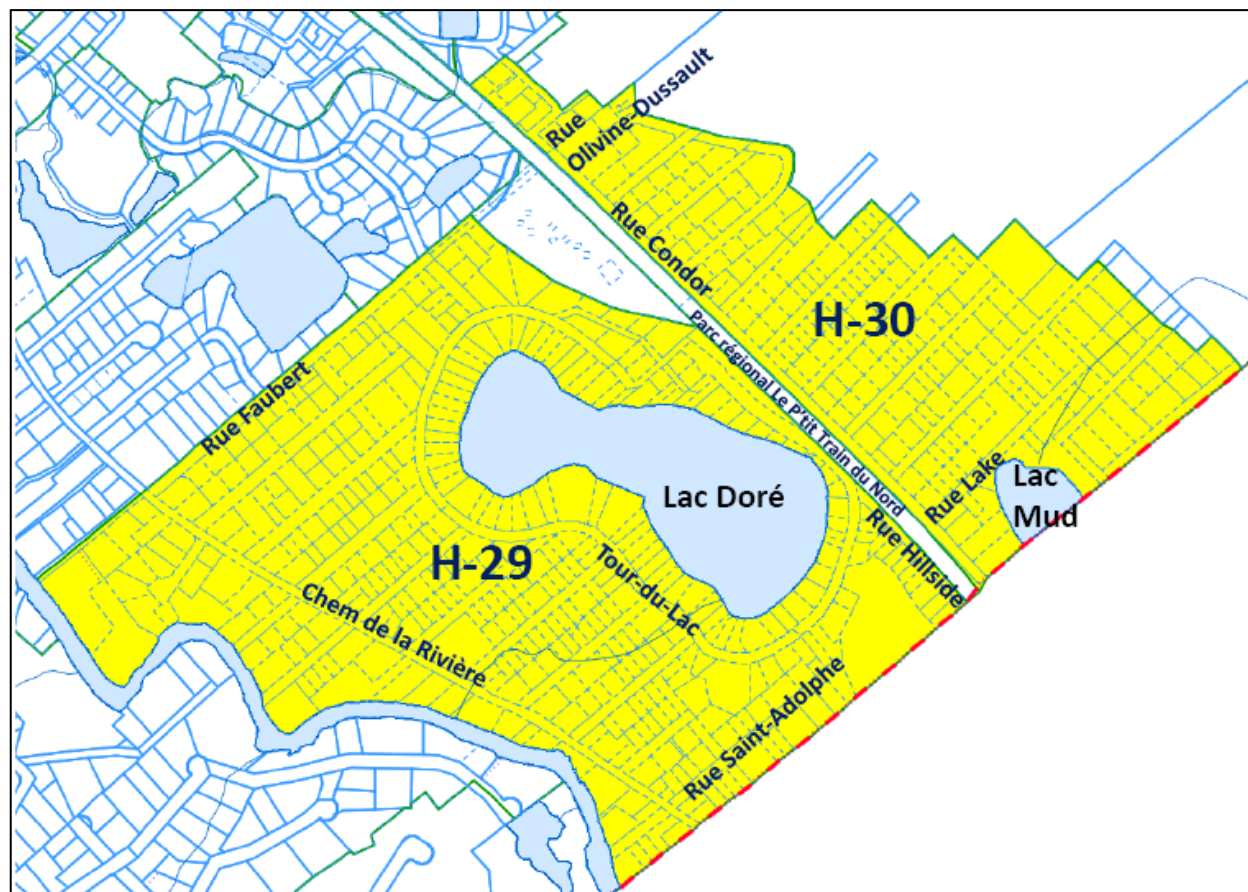 Rue
Olivine-Dussault
Rue Condor
H-30
Parc régional Le P'tit Train du Nord
Rue Faubert
Lac Doré
Rue Lake
Lac
Mud
Rue Hillside
H-29
Tour-du-Lac
Chem de la Rivière
Rue Saint-Adolphe